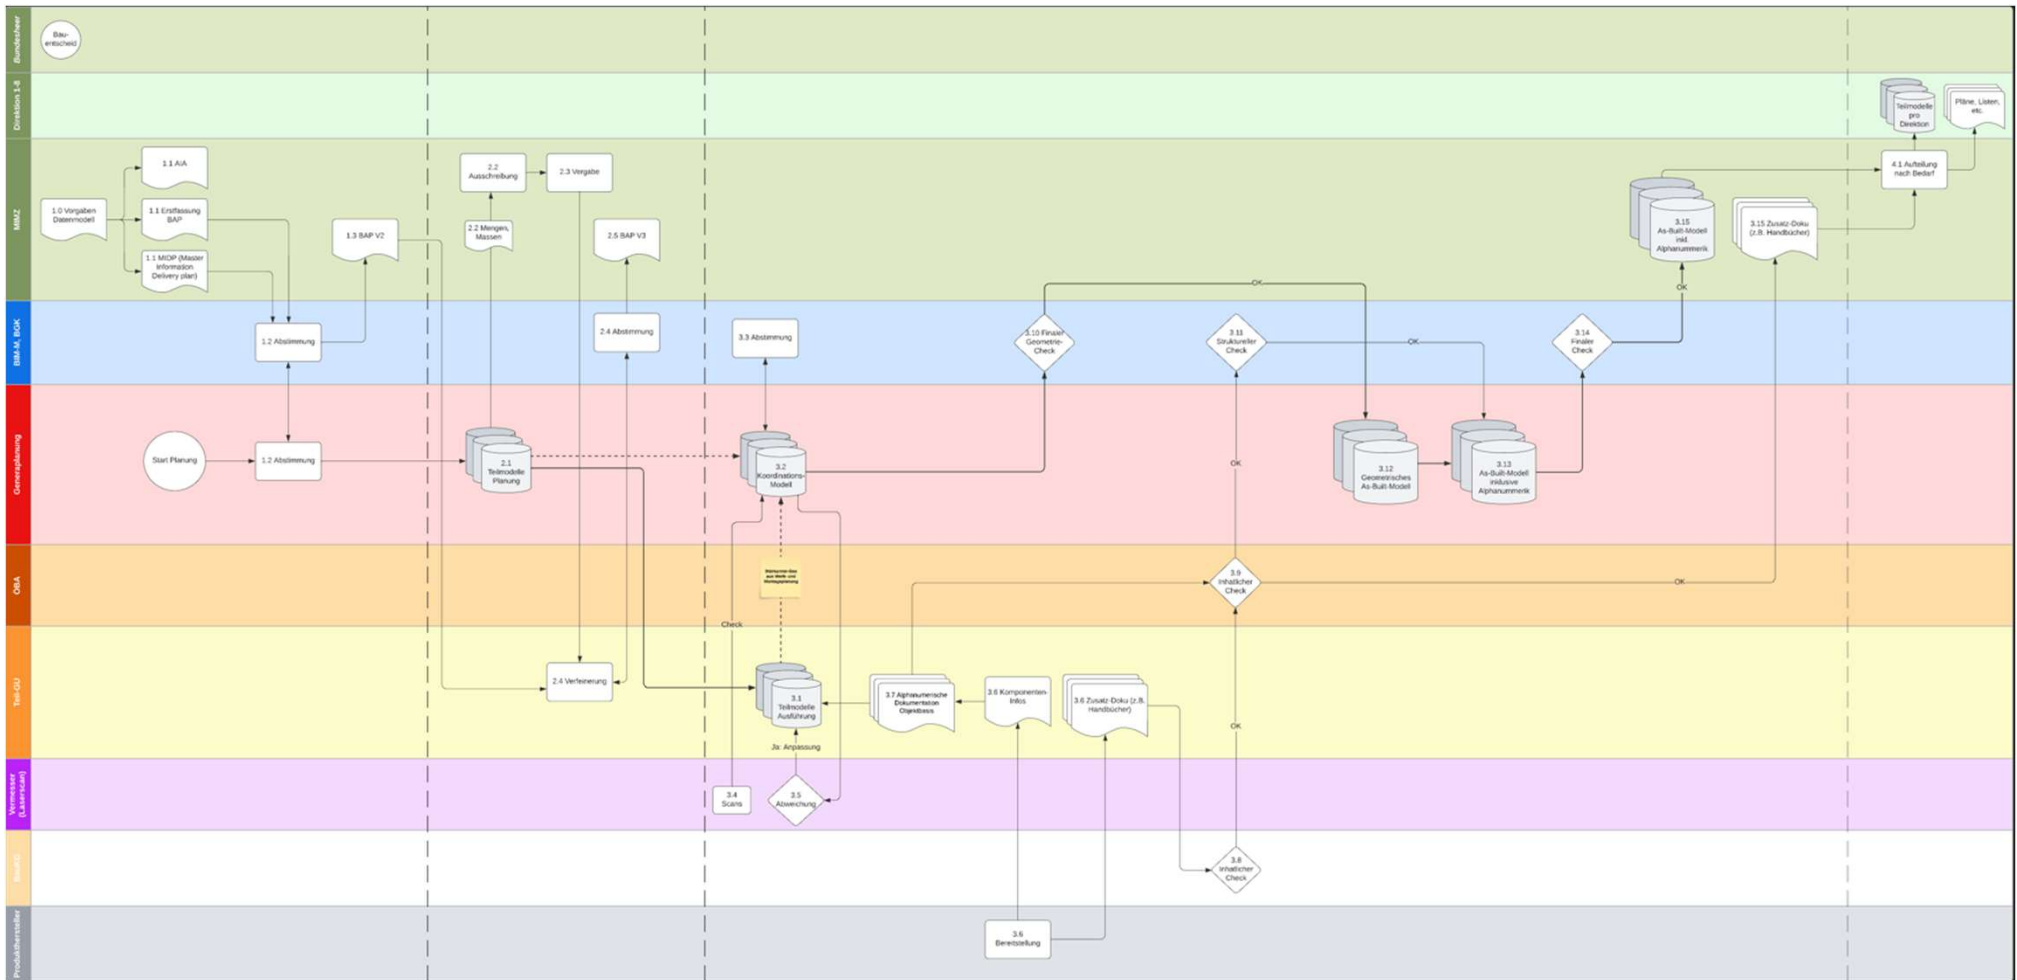 Bundesheer
Bau-
entscheid
Direktion 1-8
Teilmodelle
pro
Direktion
Pläne, Listen,
etc.
MIMZ
1.0 Vorgaben
Datenmodell
1.1 AIA
1.1 Erstfassung
BAP
1.1 MIDP (Master
Information
Delivery plan)
1.3 BAP V2
2.2
Ausschreibung
2.3 Vergabe
2.2 Mengen,
Massen
2.5 BAP V3
OK
3.15
As-Built-Modell
inkl.
Alphanummerik
3.15 Zusatz-Doku
(z.B. Handbücher)
4.1 Aufteilung
nach Bedarf
OK
BIM-M, BGK
1.2 Abstimmung
2.4 Abstimmung
3.3 Abstimmung
3.10 Finaler
Geometrie-
Check
3.11
Struktureller
Check
OK
3.14
Finaler
Check
Generaplanung
Start Planung
1.2 Abstimmung
2.1
Teilmodelle
Planung
3.2
Koordinations-
Modell
OK
3.12
Geometrisches
As-Built-Modell
3.13
As-Built-Modell
inklusive
Alphanummerik
ÖBA
3.9
Inhaltlicher
Check
OK
Check
Teil-GU
2.4 Verfeinerung
3.1
Teilmodelle
Ausführung
3.7 Alphanumerische
Dokumentation
Objektbasis
3.6 Komponenten-
Infos
3.6 Zusatz-Doku (z.B.
Handbücher)
OK
Ja: Anpassung
Vermesser
(Laserscan)
3.4
Scans
3.5
Abweichung
3.8
Inhaltlicher
Check
Produkthersteller
3.6
Bereitstellung